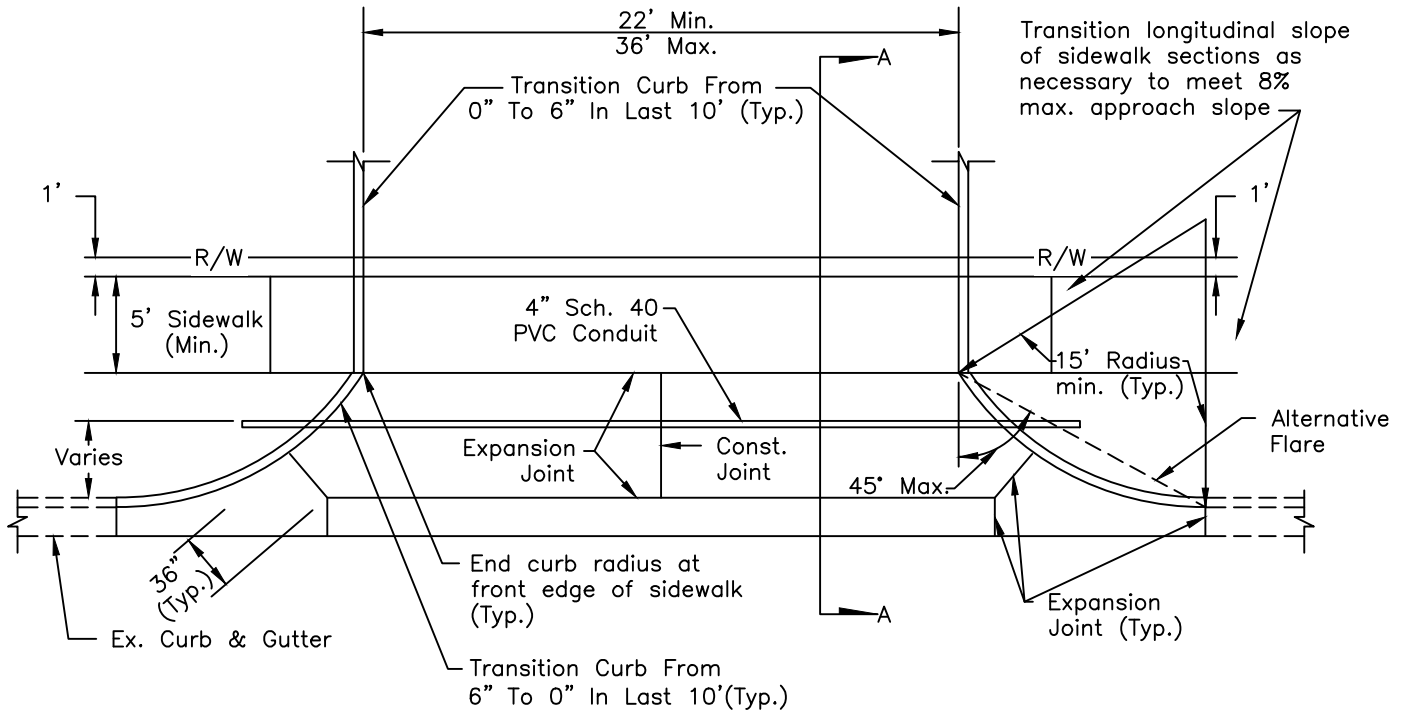 22' Min.
36' Max.
Transition longitudinal slope
of sidewalk sections as
necessary to meet 8%
max. approach slope
A
Transition Curb From
0" To 6" In Last 10' (Typ.)
1'
1'
R/W
R/W
5' Sidewalk
(Min.)
4" Sch. 40
PVC Conduit
15' Radius
min. (Typ.)
Alternative
Flare
Varies
Expansion
Joint
Const.
Joint
45° Max.
36"
(Typ.)
End curb radius at
front edge of sidewalk
(Typ.)
A
Expansion
Joint (Typ.)
Ex. Curb & Gutter
Transition Curb From
6" To 0" In Last 10'(Typ.)